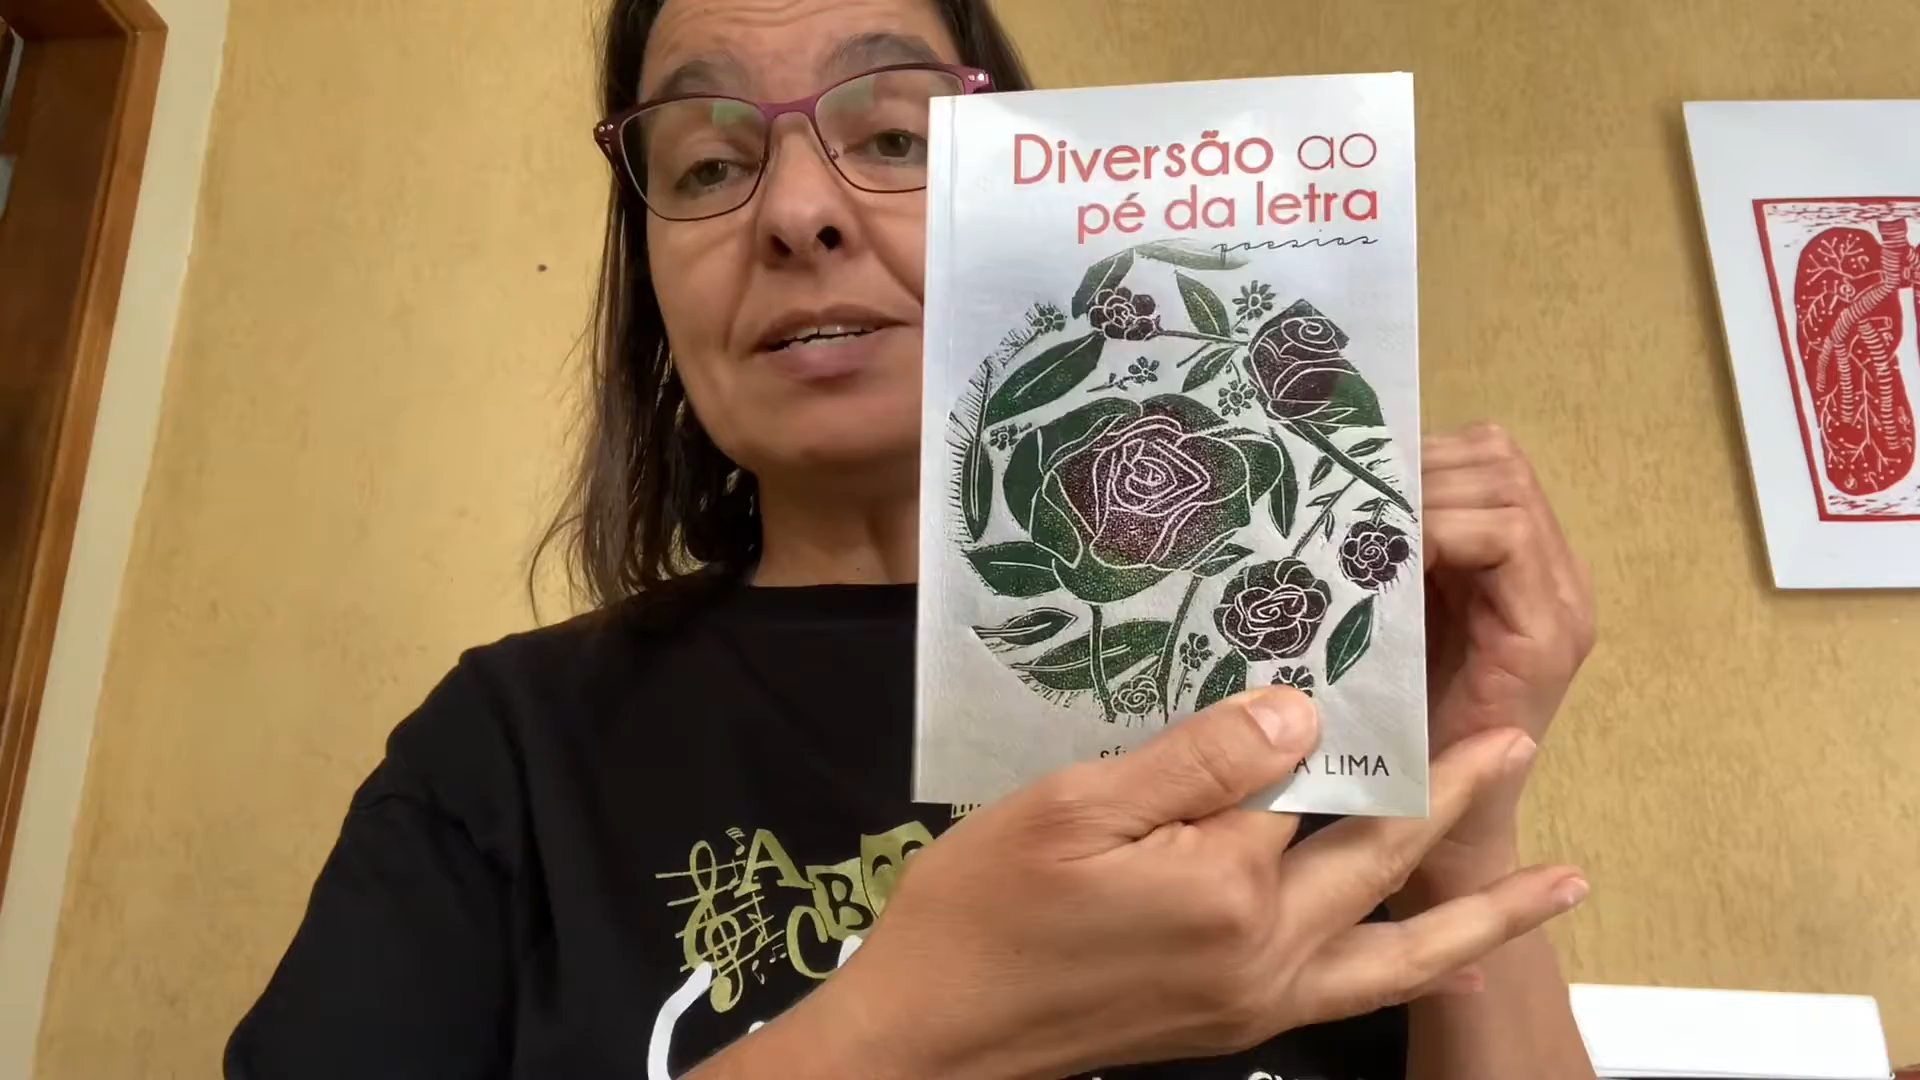 Diversão ao
pé da letra
poesias
LIMA
A B
C